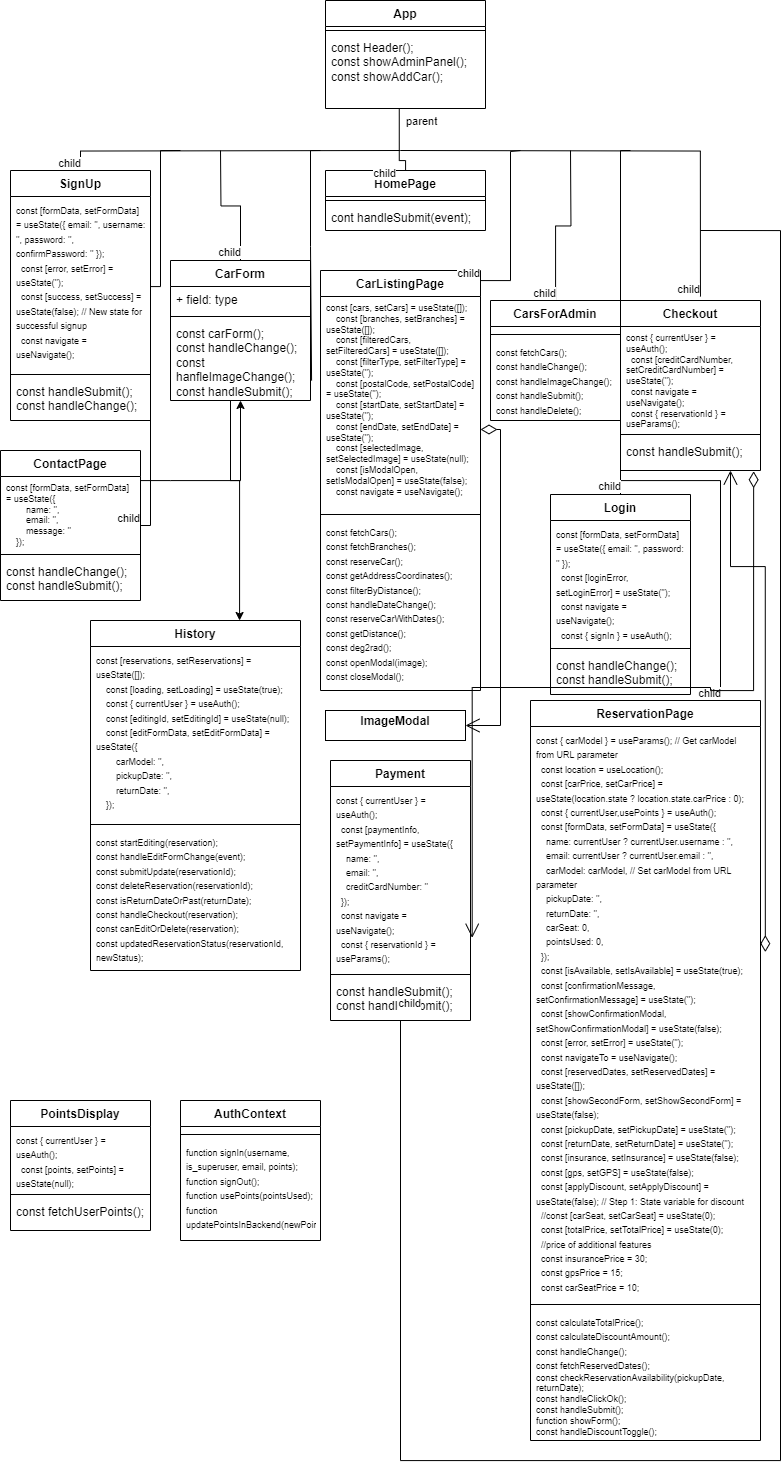 App
const Header();
const showAdminPanel();
const showAddCar();
parent
child
SignUp
const [formData, setFormData]
= useState({ email: '', username:
'', password: '',
confirmPassword: '' });
const [error, setError] =
useState('');
const [success, setSuccess] =
useState(false); // New state for
successful signup
const navigate =
useNavigate();
const handleSubmit();
const handleChange();
child
CarForm
+ field: type
const carForm();
const handleChange();
const
hanfleImageChange();
const handleSubmit();
child
HomePage
cont handleSubmit(event);
child
CarListingPage
const [cars, setCars] = useState([]);
const [branches, setBranches] =
useState([]);
const [filteredCars,
setFilteredCars] = useState([]);
const [filterType, setFilterType] =
useState('');
const [postalCode, setPostalCode]
= useState('');
const [startDate, setStartDate] =
useState('');
const [endDate, setEndDate] =
useState('');
const [selectedImage,
setSelectedImage] = useState(null);
const [isModalOpen,
setIsModalOpen] = useState(false);
const navigate = useNavigate();
const fetchCars();
const fetchBranches();
const reserveCar();
const getAddressCoordinates();
const filterByDistance();
const handleDateChange();
const reserveCarWithDates();
const getDistance();
const deg2rad();
const openModal(image);
const closeModal();
child
CarsForAdmin
const fetchCars();
const handleChange();
const handleImageChange();
const handleSubmit();
const handleDelete();
child
Checkout
const { currentUser } =
useAuth();
const [creditCardNumber,
setCreditCardNumber] =
useState('');
const navigate =
useNavigate();
const { reservationId } =
useParams();
const handleSubmit();
ContactPage
const [formData, setFormData]
= useState({
name: '',
email: '',
message: ''
});
child
const handleChange();
const handleSubmit();
child
Login
const [formData, setFormData]
= useState({ email: '', password:
'' });
const [loginError,
setLoginError] = useState('');
const navigate =
useNavigate();
const { signIn } = useAuth();
const handleChange();
const handleSubmit();
History
const [reservations, setReservations] =
useState([]);
const [loading, setLoading] = useState(true);
const { currentUser } = useAuth();
const [editingId, setEditingId] = useState(null);
const [editFormData, setEditFormData] =
useState({
carModel: '',
pickupDate: '',
returnDate: '',
});
const startEditing(reservation);
const handleEditFormChange(event);
const submitUpdate(reservationId);
const deleteReservation(reservationId);
const isReturnDateOrPast(returnDate);
const handleCheckout(reservation);
const canEditOrDelete(reservation);
const updatedReservationStatus(reservationId,
newStatus);
ImageModal
Payment
const { currentUser } =
useAuth();
const [paymentInfo,
setPaymentInfo] = useState({
name: '',
email: '',
creditCardNumber: ''
});
const navigate =
useNavigate();
const { reservationId } =
useParams();
const handleSubmit();
child
child
ReservationPage
const { carModel } = useParams(); // Get carModel
from URL parameter
const location = useLocation();
const [carPrice, setCarPrice] =
useState(location.state ? location.state.carPrice : 0);
const { currentUser,usePoints } = useAuth();
const [formData, setFormData] = useState({
name: currentUser ? currentUser.username : '',
email: currentUser ? currentUser.email : '',
carModel: carModel, // Set carModel from URL
parameter
pickupDate: '',
returnDate: '',
carSeat: 0,
pointsUsed: 0,
});
const [isAvailable, setIsAvailable] = useState(true);
const [confirmationMessage,
setConfirmationMessage] = useState('');
const [showConfirmationModal,
setShowConfirmationModal] = useState(false);
const [error, setError] = useState('');
const navigateTo = useNavigate();
const [reservedDates, setReservedDates] =
useState([]);
const [showSecondForm, setShowSecondForm] =
useState(false);
const [pickupDate, setPickupDate] = useState('');
const [returnDate, setReturnDate] = useState('');
const [insurance, setInsurance] = useState(false);
const [gps, setGPS] = useState(false);
const [applyDiscount, setApplyDiscount] =
useState(false); // Step 1: State variable for discount
//const [carSeat, setCarSeat] = useState(0);
const [totalPrice, setTotalPrice] = useState(0);
//price of additional features
const insurancePrice = 30;
const gpsPrice = 15;
const carSeatPrice = 10;
const calculateTotalPrice();
const calculateDiscountAmount();
const handleChange();
const fetchReservedDates();
const checkReservationAvailability(pickupDate,
returnDate);
const handleClickOk();
const handleSubmit();
function showForm();
const handleDiscountToggle();
PointsDisplay
const { currentUser } =
useAuth();
const [points, setPoints] =
useState(null);
const fetchUserPoints();
AuthContext
function signIn(username,
is_superuser, email, points);
function signOut();
function usePoints(pointsUsed);
function
updatePointsInBackend(newPoir